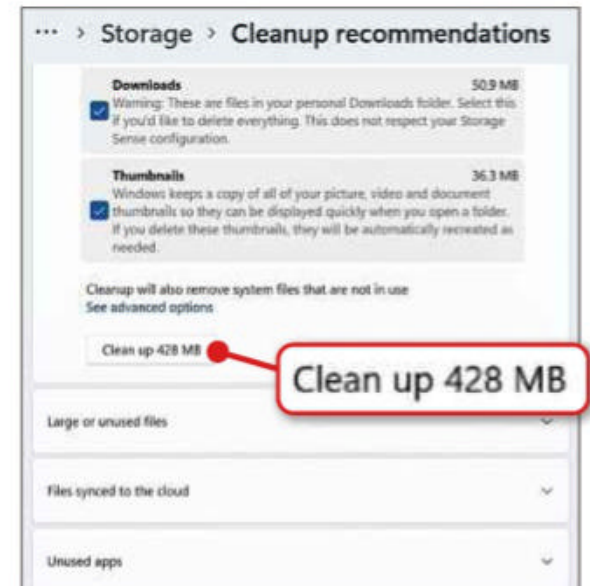 ... > Storage > Cleanup recommendations
Downloads 50.9 MB
Warning: These are files in your personal Downloads folder. Select this
if you'd like to delete everything. This does not respect your Storage
Sense configuration.
Thumbnails 36.3 MB
Windows keeps a copy of all of your picture, video and document
thumbnails so they can be displayed quickly when you open a folder.
If you delete these thumbnails, they will be automatically recreated as
needed.
Cleanup will also remove system files that are not in use
See advanced options
Clean up 428 MB
Clean up 428 MB
Large or unused files
Files synced to the cloud
Unused apps